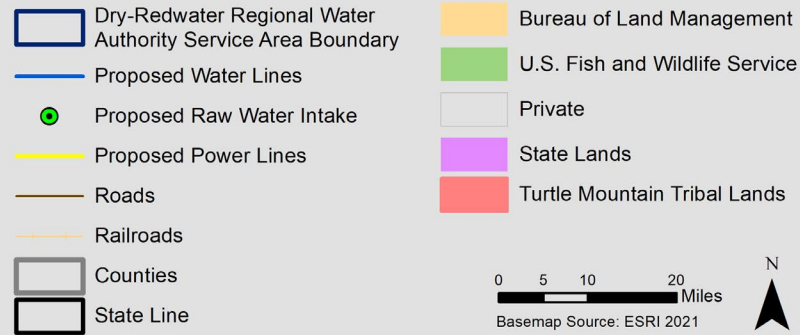 Dry-Redwater Regional Water
Authority Service Area Boundary
Proposed Water Lines
Proposed Raw Water Intake
Proposed Power Lines
Roads
Railroads
Counties
State Line
Bureau of Land Management
U.S. Fish and Wildlife Service
Private
State Lands
Turtle Mountain Tribal Lands
0 5 10 20
Miles
Basemap Source: ESRI 2021
N